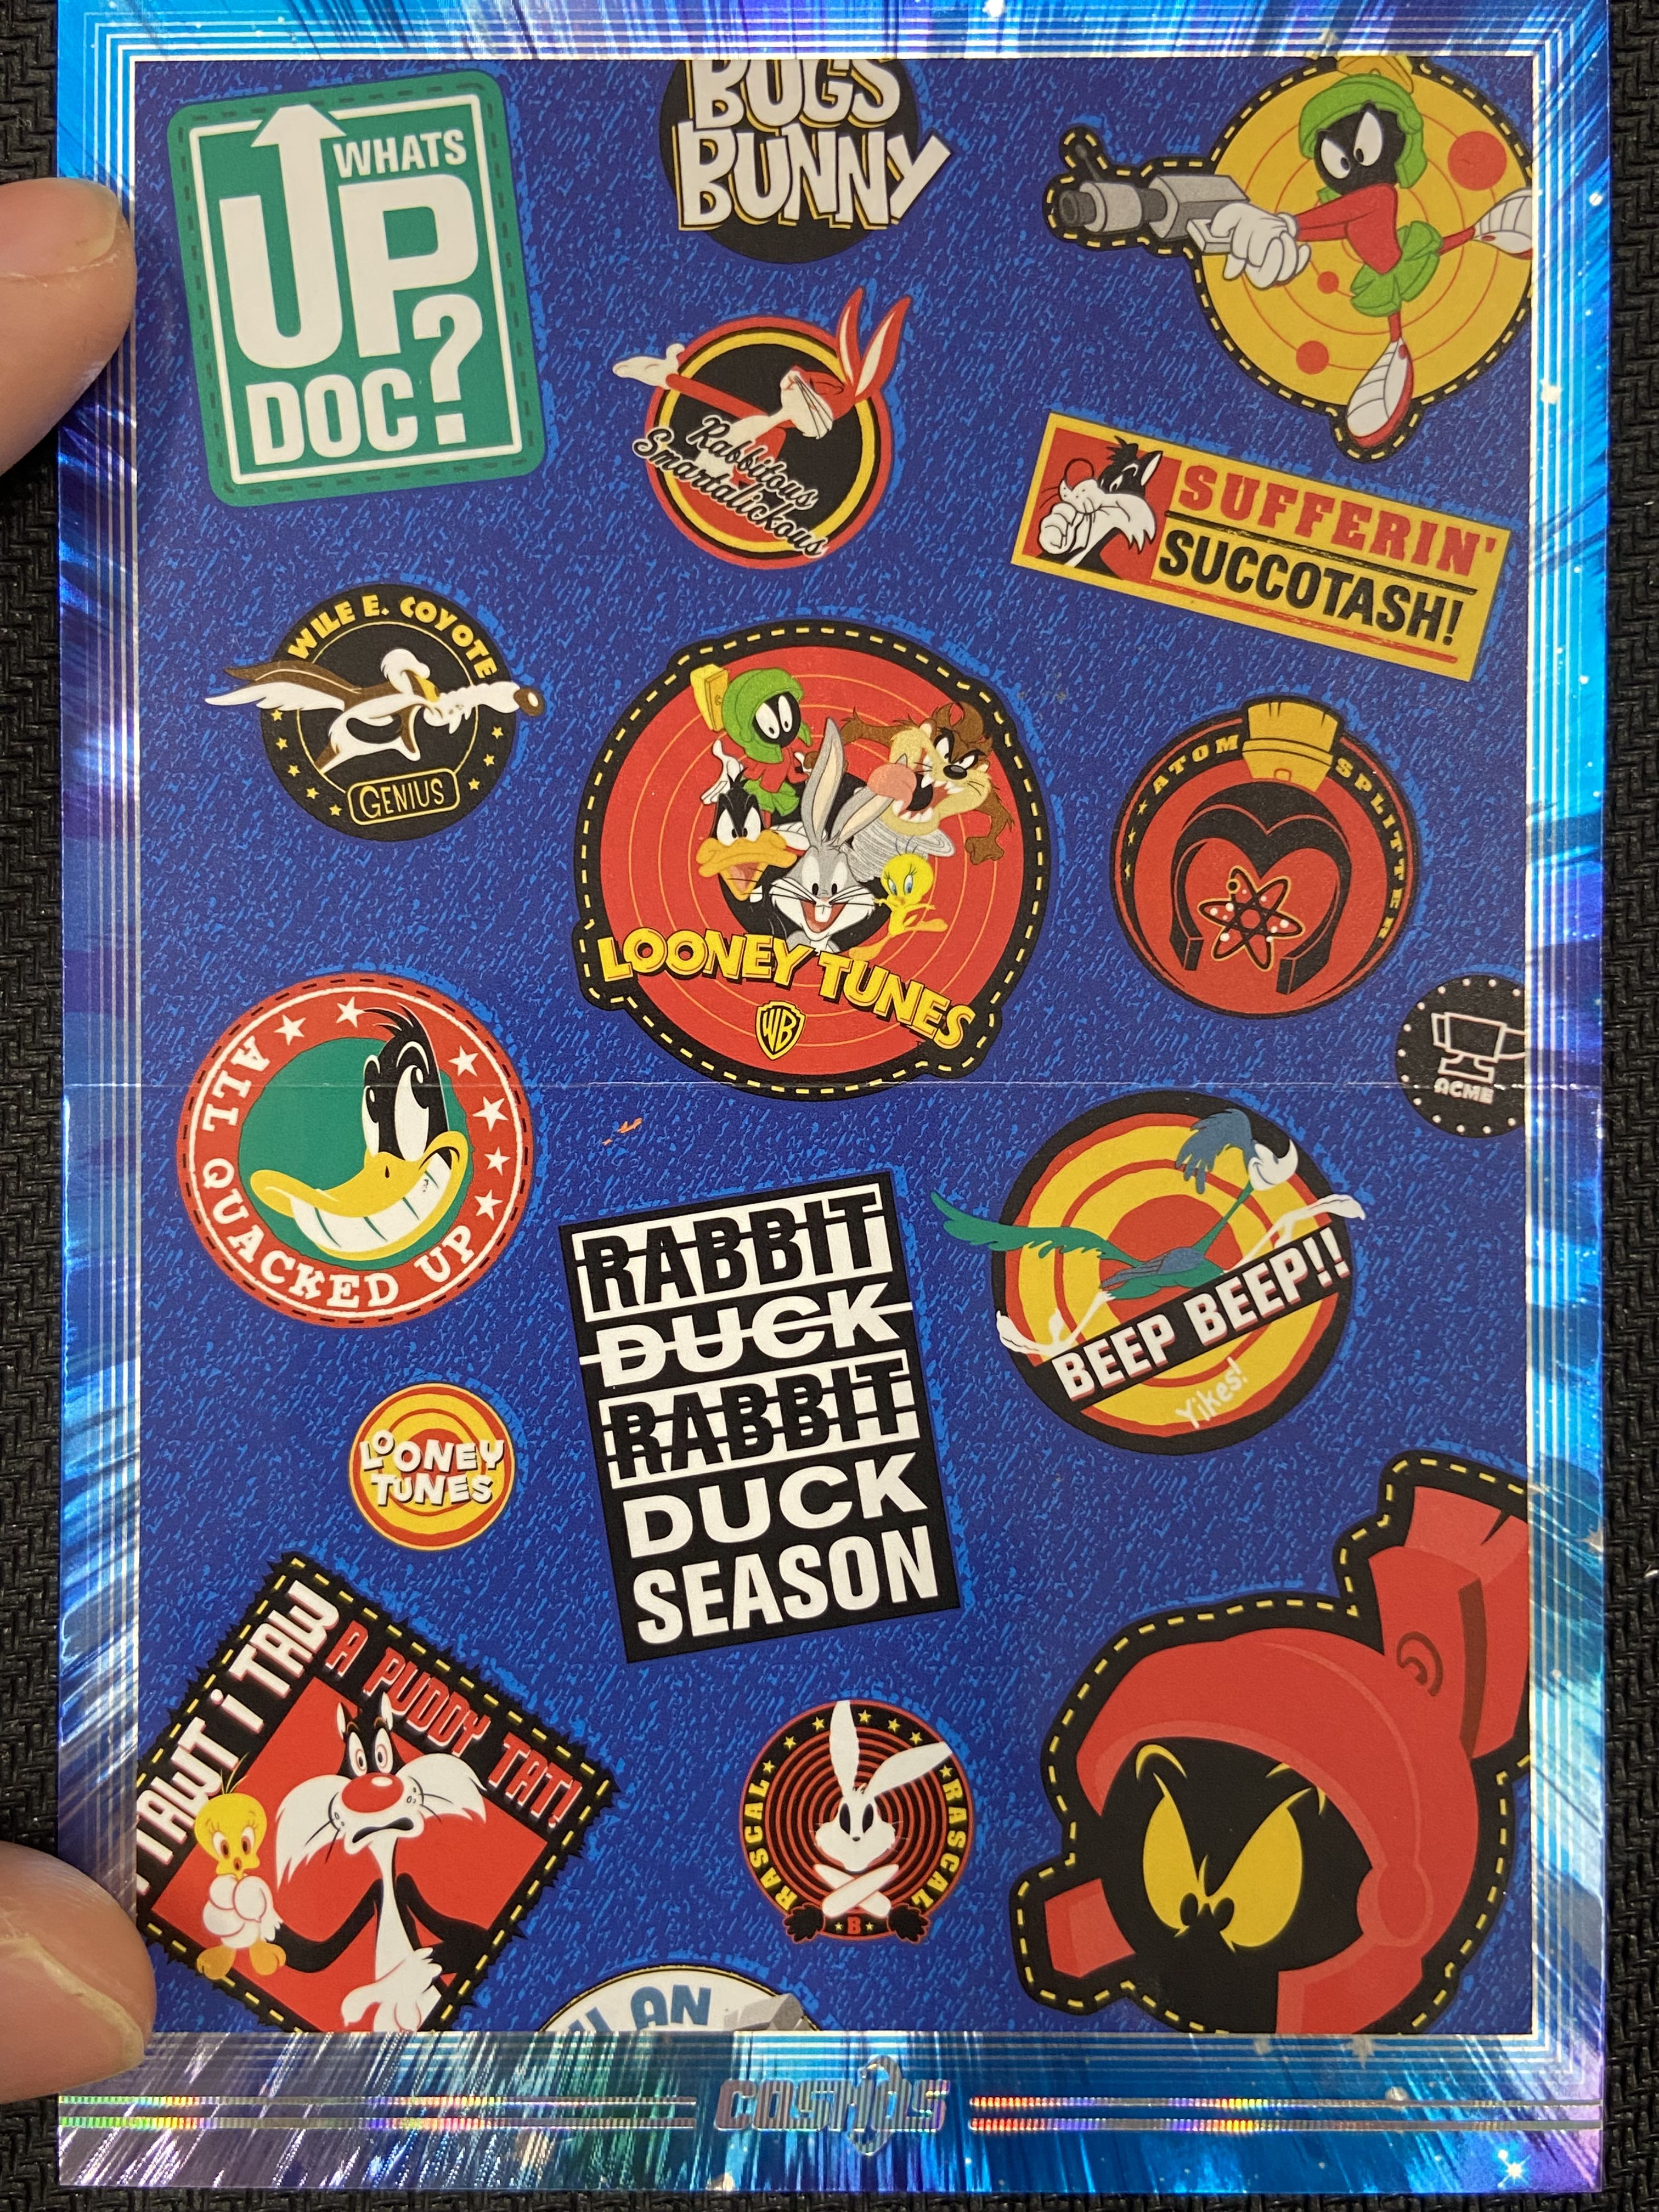 WHATS
UP
DOC?
BUGS
BUNNY
Rabbitous
Smartalickous
SUFFERIN'
SUCCOTASH!
WILE E. COYOTE
GENIUS
LOONEY TUNES
WB
ATOM SPLITTER
ACME
ALL QUACKED UP
RABBIT
DUCK
RABBIT
DUCK
SEASON
BEEP BEEP!!
Yikes!
LOONEY
TUNES
TAWT i TAW
A PUDDY TAT!
RASCAL RASCAL
B
AN
COSMOS